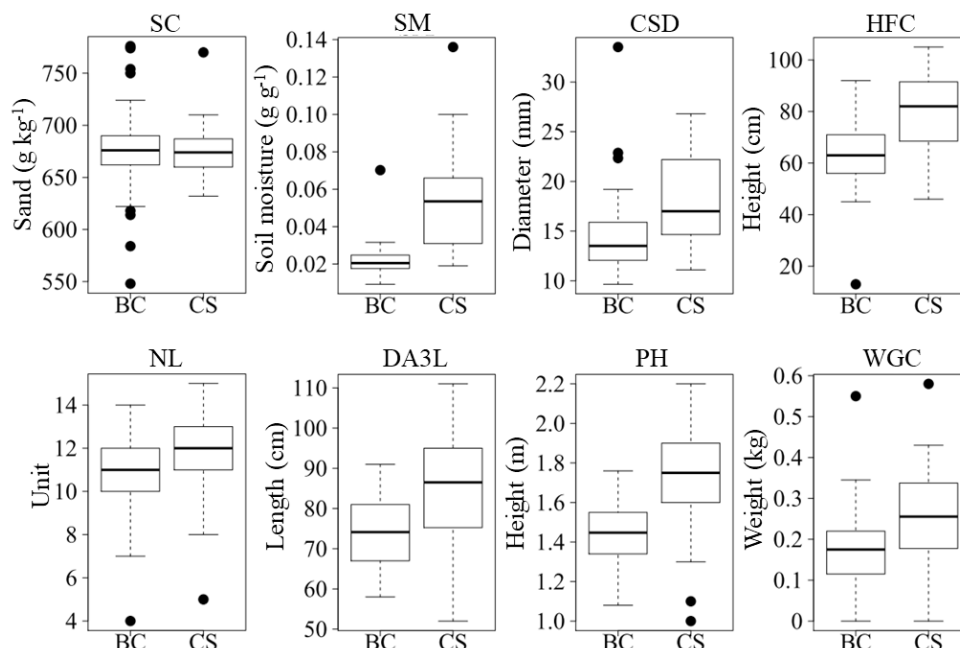 SC
Sand (g kg⁻¹)
750
700
650
600
550
BC CS
SM
Soil moisture (g g⁻¹)
0.14
0.12
0.10
0.08
0.06
0.04
0.02
BC CS
CSD
Diameter (mm)
30
25
20
15
10
BC CS
HFC
Height (cm)
100
80
60
40
20
BC CS
NL
Unit
14
12
10
8
6
4
BC CS
DA3L
Length (cm)
110
100
90
80
70
60
50
BC CS
PH
Height (m)
2.2
2.0
1.8
1.6
1.4
1.2
1.0
BC CS
WGC
Weight (kg)
0.6
0.5
0.4
0.3
0.2
0.1
0
BC CS